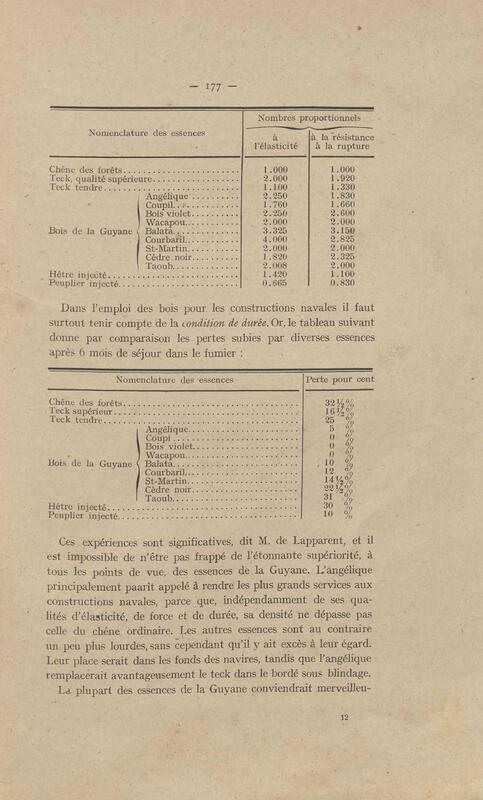 — 177 —
Nomenclature des essences
Nombres proportionnels
à l'élasticité
à la résistance à la rupture
Chêne des forêts 1.000 1.000
Teck, qualité supérieure 2.000 1.920
Teck tendre 1.100 1.330
Bois de la Guyane
Angélique 2.250 1.830
Coupil 1.760 1.660
Bois violet 2.250 2.600
Wacapou 2.000 2.000
Balata 3.325 3.150
Courbaril 4.000 2.825
St-Martin 2.000 2.000
Cèdre noir 1.820 2.325
Taoub 2.008 2.000
Hêtre injecté 1.420 1.100
Peuplier injecté 0.665 0.830
Dans l'emploi des bois pour les constructions navales il faut
surtout tenir compte de la condition de durée. Or, le tableau suivant
donne par comparaison les pertes subies par diverses essences
après 6 mois de séjour dans le fumier :
Nomenclature des essences Perte pour cent
Chêne des forêts 32 ½ %
Teck supérieur 16 ½ %
Teck tendre 25 %
Bois de la Guyane
Angélique 5 %
Coupi 0 %
Bois violet 0 %
Wacapou 0 %
Balata 10 %
Courbaril 12 %
St-Martin 14 ½ %
Cèdre noir 22 ½ %
Taoub 31 %
Hêtre injecté 30 %
Peuplier injecté 10 %
Ces expériences sont significatives, dit M. de Lapparent, et il
est impossible de n'être pas frappé de l'étonnante supériorité, à
tous les points de vue, des essences de la Guyane. L'angélique
principalement paarît appelé à rendre les plus grands services aux
constructions navales, parce que, indépendamment de ses qua-
lités d'élasticité, de force et de durée, sa densité ne dépasse pas
celle du chêne ordinaire. Les autres essences sont au contraire
un peu plus lourdes, sans cependant qu'il y ait excès à leur égard.
Leur place serait dans les fonds des navires, tandis que l'angélique
remplacerait avantageusement le teck dans le bordé sous blindage.
La plupart des essences de la Guyane conviendrait merveilleu-
12